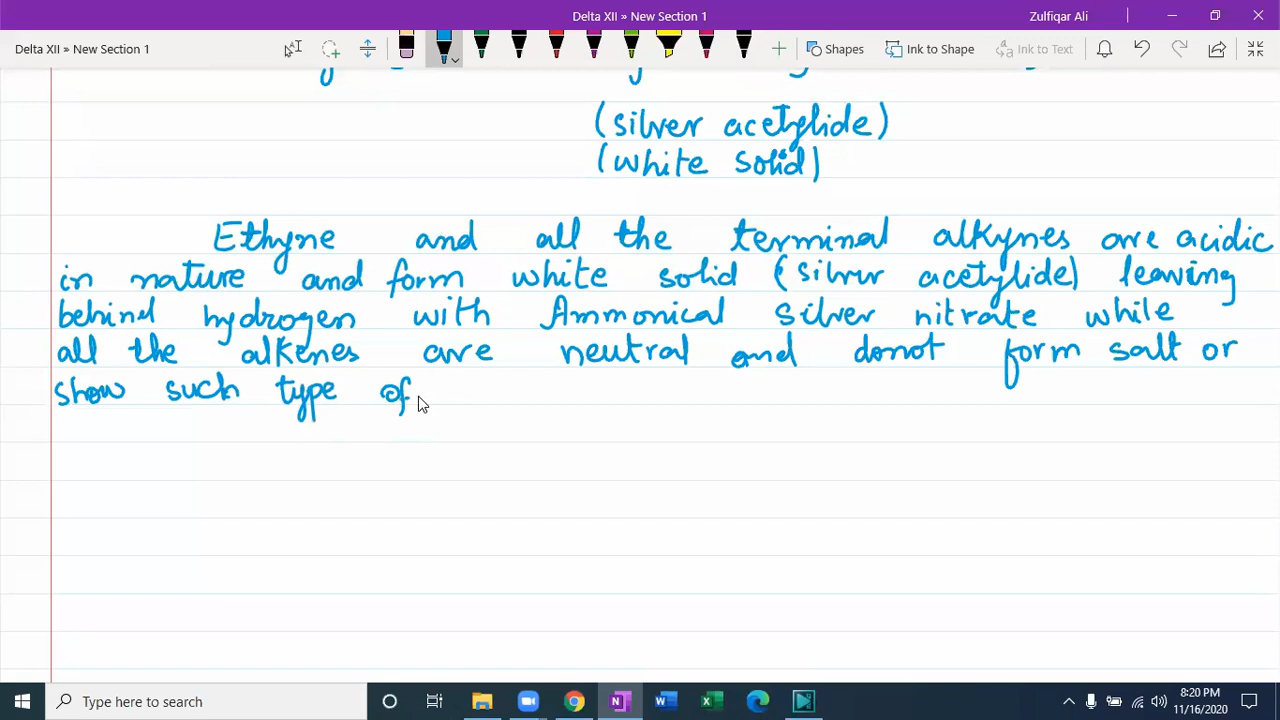 Delta XII » New Section 1
Zulfiqar Ali
Delta XII » New Section 1
Shapes
Ink to Shape
Ink to Text
(silver acetylide)
(white solid)
Ethyne and all the terminal alkynes are acidic
in nature and form white solid (silver acetylide) leaving
behind hydrogen with Ammonical silver nitrate while
all the alkenes are neutral and donot form salt or
show such type of
Type here to search
8:20 PM
11/16/2020